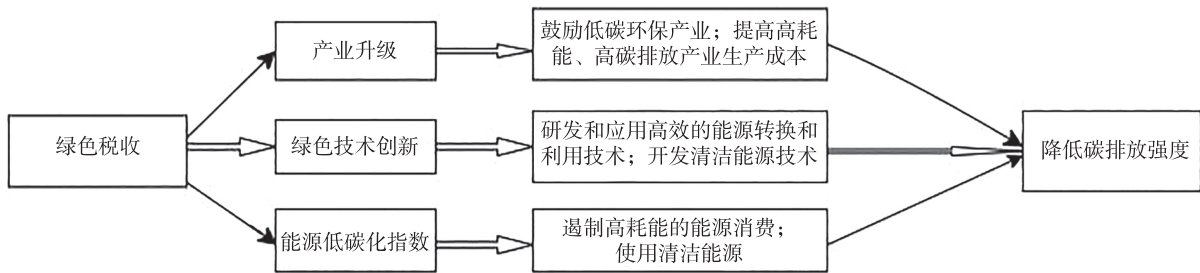 绿色税收
产业升级
鼓励低碳环保产业；提高高耗
能、高碳排放产业生产成本
绿色技术创新
研发和应用高效的能源转换和
利用技术；开发清洁能源技术
能源低碳化指数
遏制高耗能的能源消费；
使用清洁能源
降低碳排放强度